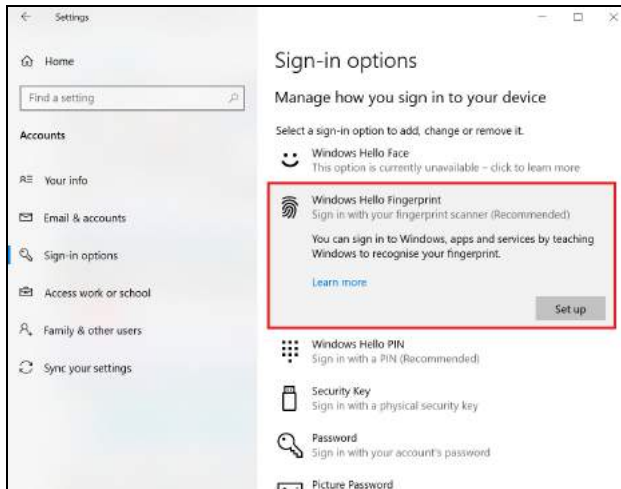 Settings
Home
Find a setting
Accounts
Your info
Email & accounts
Sign-in options
Access work or school
Family & other users
Sync your settings
Sign-in options
Manage how you sign in to your device
Select a sign-in option to add, change or remove it.
Windows Hello Face
This option is currently unavailable – click to learn more
Windows Hello Fingerprint
Sign in with your fingerprint scanner (Recommended)
You can sign in to Windows, apps and services by teaching
Windows to recognise your fingerprint.
Learn more
Set up
Windows Hello PIN
Sign in with a PIN (Recommended)
Security Key
Sign in with a physical security key
Password
Sign in with your account's password
Picture Password